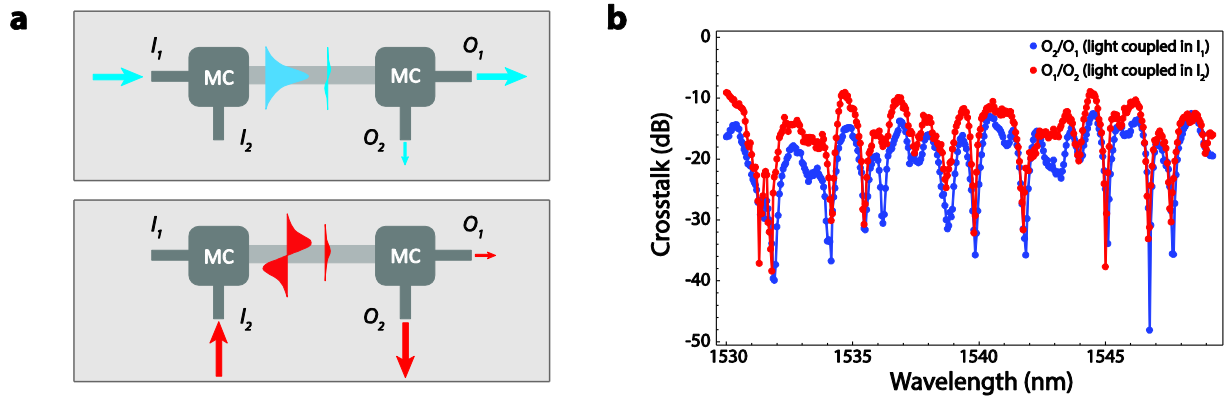 a
I1
O1
MC
MC
I2
O2
I1
O1
MC
MC
I2
O2
b
0
-10
-20
-30
-40
-50
Crosstalk (dB)
O2/O1 (light coupled in I1)
O1/O2 (light coupled in I2)
1530
1535
1540
1545
Wavelength (nm)